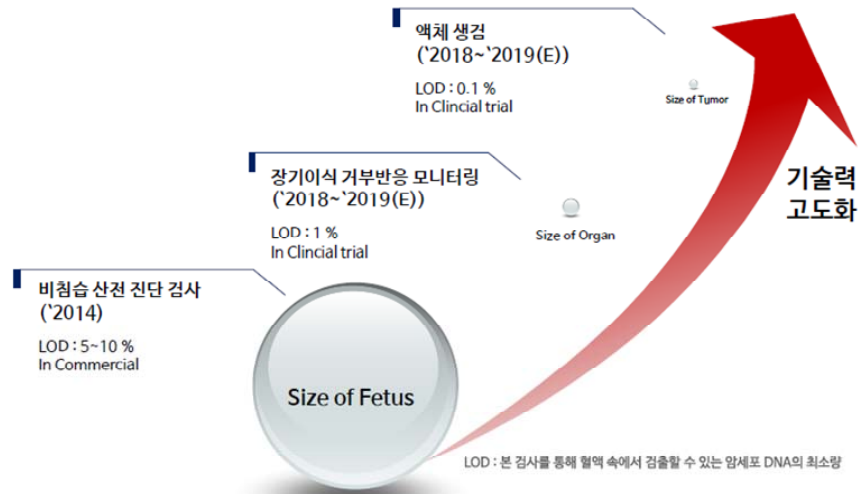 액체 생검
(‘2018~‘2019(E))
LOD : 0.1 %
In Clincial trial
Size of Tumor
장기이식 거부반응 모니터링
(‘2018~‘2019(E))
LOD : 1 %
In Clincial trial
Size of Organ
기술력
고도화
비침습 산전 진단 검사
(‘2014)
LOD : 5~10 %
In Commercial
Size of Fetus
LOD : 본 검사를 통해 혈액 속에서 검출할 수 있는 암세포 DNA의 최소량